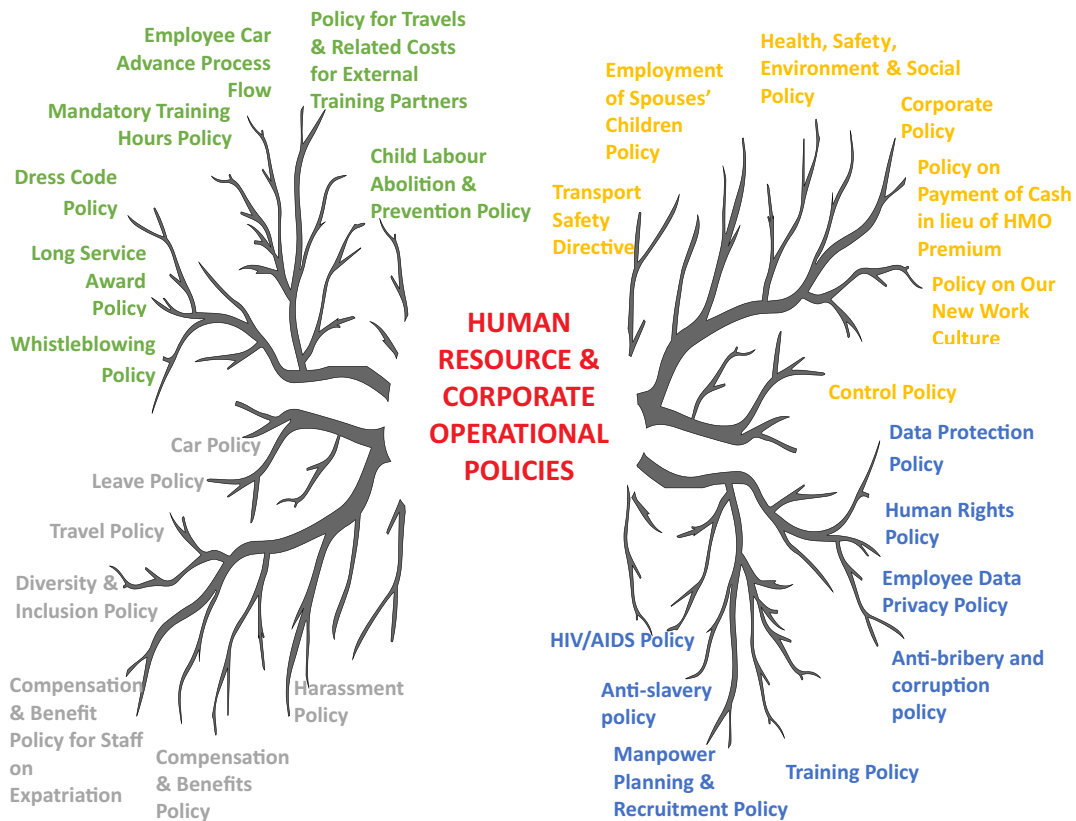 Employee Car
Advance Process
Flow
Policy for Travels
& Related Costs
for External
Training Partners
Mandatory Training
Hours Policy
Child Labour
Abolition &
Prevention Policy
Dress Code
Policy
Long Service
Award
Policy
Whistleblowing
Policy
Employment
of Spouses’
Children
Policy
Health, Safety,
Environment & Social
Policy
Corporate
Policy
Transport
Safety
Directive
Policy on
Payment of Cash
in lieu of HMO
Premium
Policy on Our
New Work
Culture
Control Policy
HUMAN
RESOURCE &
CORPORATE
OPERATIONAL
POLICIES
Car Policy
Leave Policy
Travel Policy
Diversity &
Inclusion Policy
Compensation
& Benefit
Policy for Staff
on
Expatriation
Compensation
& Benefits
Policy
Harassment
Policy
Data Protection
Policy
Human Rights
Policy
Employee Data
Privacy Policy
Anti-bribery and
corruption
policy
HIV/AIDS Policy
Anti-slavery
policy
Manpower
Planning &
Recruitment Policy
Training Policy